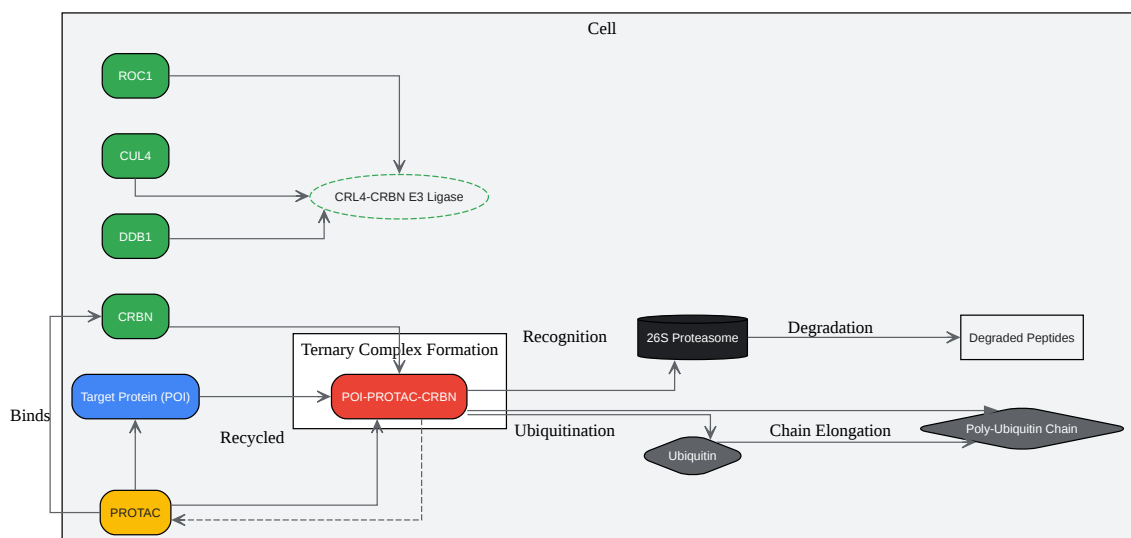 Cell
ROC1
CUL4
CRL4-CRBN E3 Ligase
DDB1
CRBN
Recognition
26S Proteasome
Degradation
Degraded Peptides
Ternary Complex Formation
Target Protein (POI)
POI-PROTAC-CRBN
Binds
Recycled
Ubiquitination
Chain Elongation
Poly-Ubiquitin Chain
Ubiquitin
PROTAC